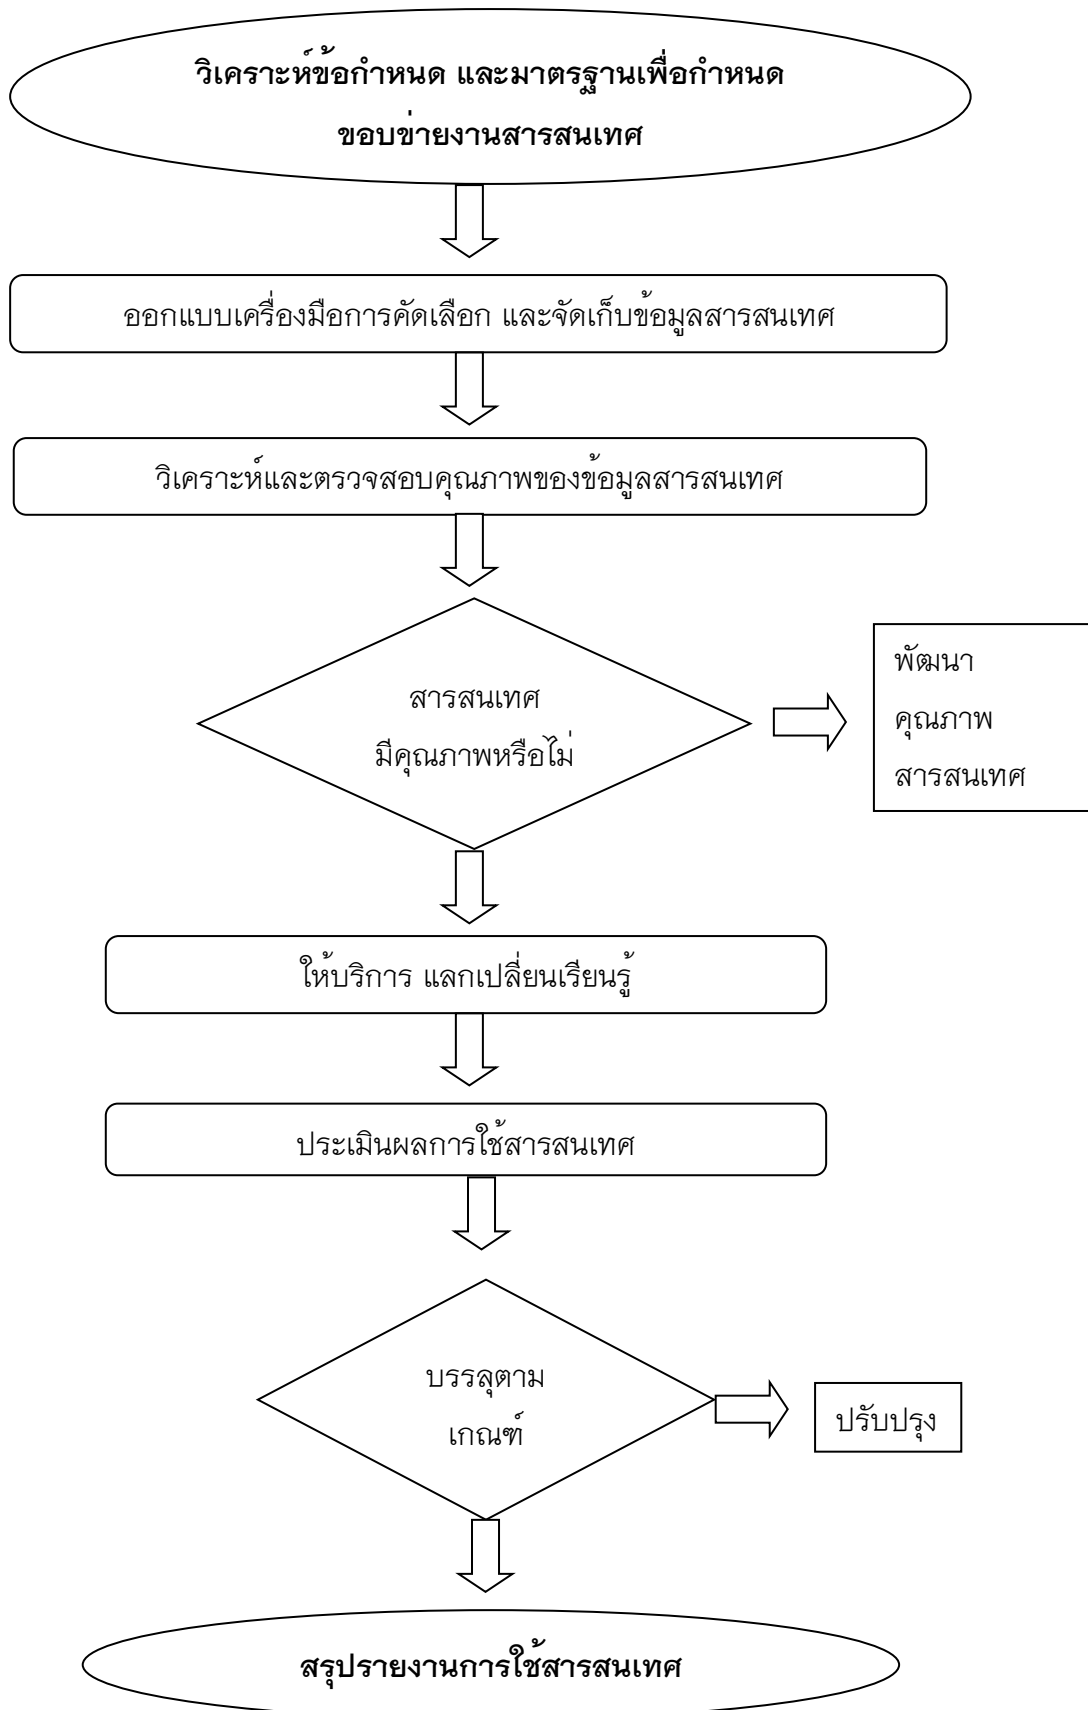 วิเคราะห์ข้อกำหนด และมาตรฐานเพื่อกำหนด
ขอบข่ายงานสารสนเทศ
ออกแบบเครื่องมือการคัดเลือก และจัดเก็บข้อมูลสารสนเทศ
วิเคราะห์และตรวจสอบคุณภาพของข้อมูลสารสนเทศ
สารสนเทศ
มีคุณภาพหรือไม่
พัฒนา
คุณภาพ
สารสนเทศ
ให้บริการ แลกเปลี่ยนเรียนรู้
ประเมินผลการใช้สารสนเทศ
บรรลุตาม
เกณฑ์
ปรับปรุง
สรุปรายงานการใช้สารสนเทศ